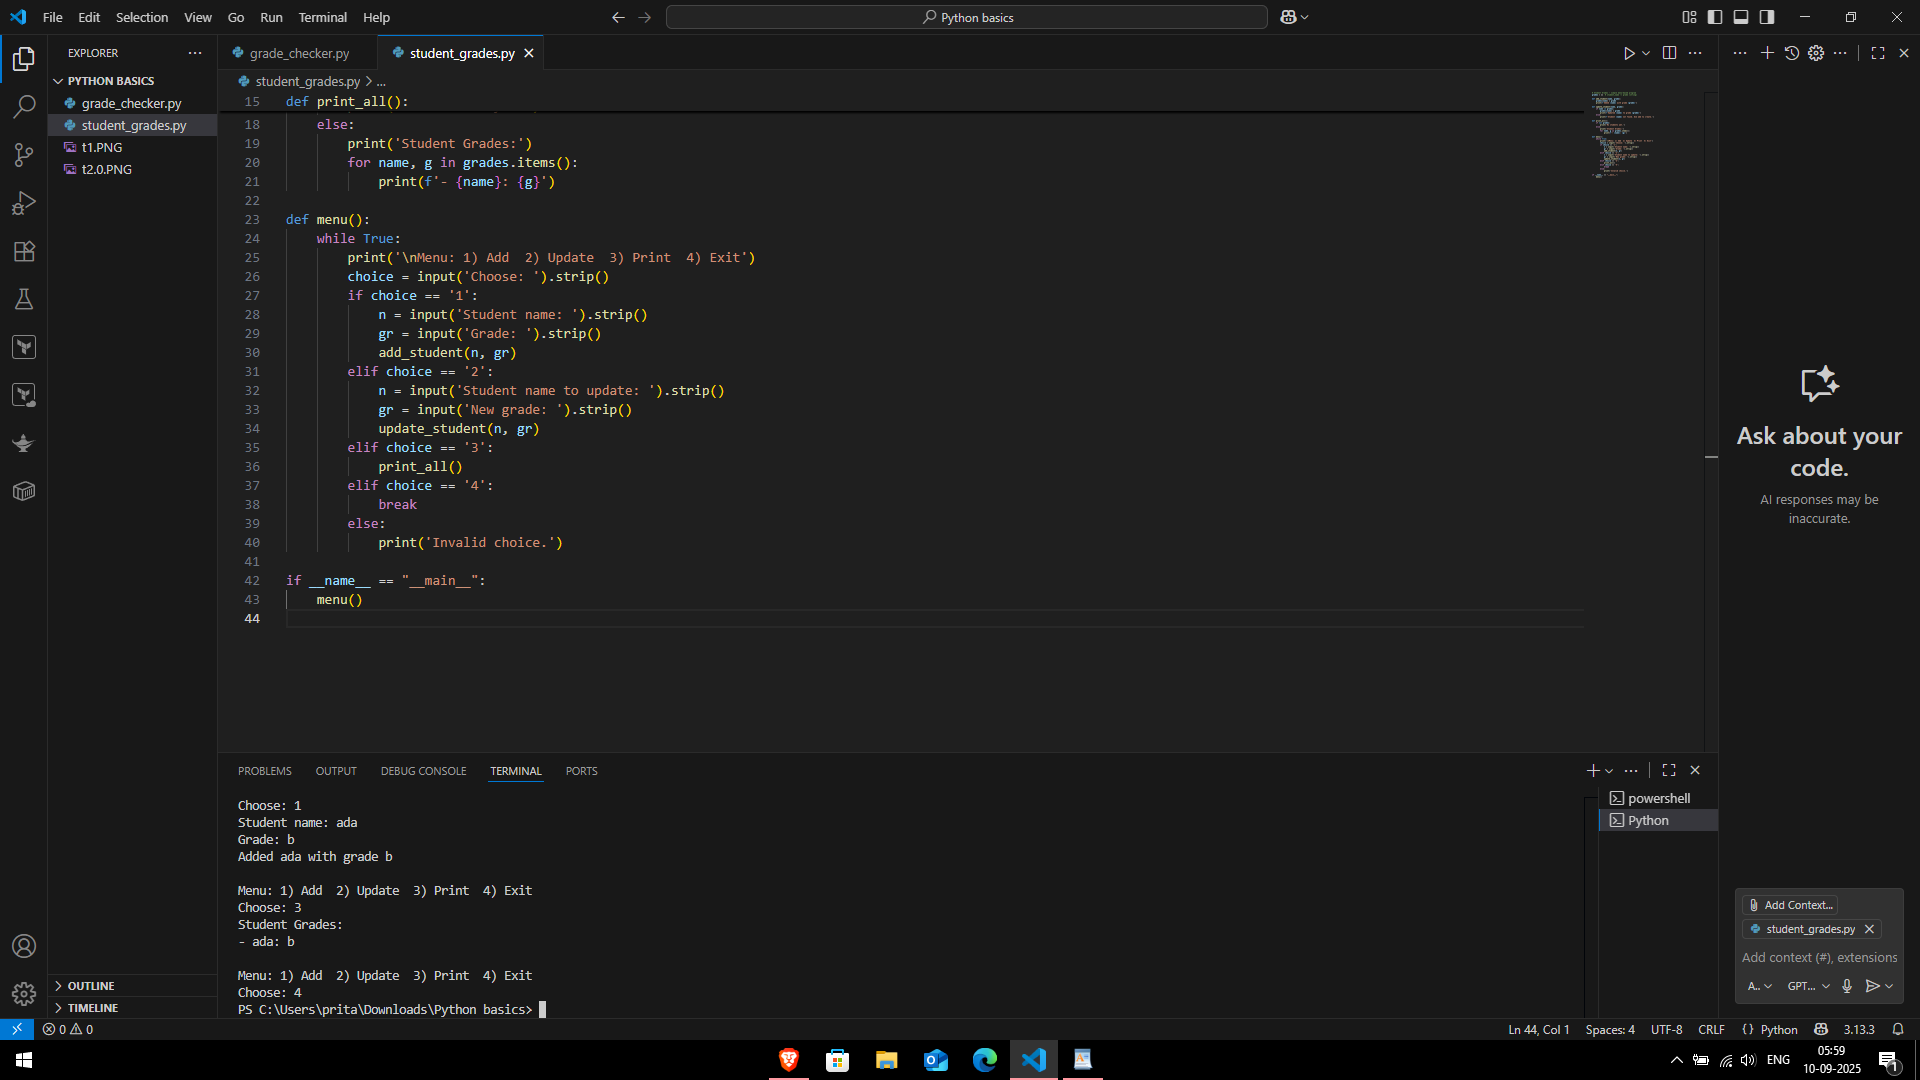 File Edit Selection View Go Run Terminal Help
Python basics
EXPLORER
PYTHON BASICS
grade_checker.py
student_grades.py
t1.PNG
t2.0.PNG
OUTLINE
TIMELINE
grade_checker.py
student_grades.py
student_grades.py > ...
15 def print_all():
18 else:
19 print('Student Grades:')
20 for name, g in grades.items():
21 print(f'- {name}: {g}')
22
23 def menu():
24 while True:
25 print('\nMenu: 1) Add  2) Update  3) Print  4) Exit')
26 choice = input('Choose: ').strip()
27 if choice == '1':
28 n = input('Student name: ').strip()
29 gr = input('Grade: ').strip()
30 add_student(n, gr)
31 elif choice == '2':
32 n = input('Student name to update: ').strip()
33 gr = input('New grade: ').strip()
34 update_student(n, gr)
35 elif choice == '3':
36 print_all()
37 elif choice == '4':
38 break
39 else:
40 print('Invalid choice.')
41
42 if __name__ == "__main__":
43 menu()
44
PROBLEMS OUTPUT DEBUG CONSOLE TERMINAL PORTS
Choose: 1
Student name: ada
Grade: b
Added ada with grade b
Menu: 1) Add  2) Update  3) Print  4) Exit
Choose: 3
Student Grades:
- ada: b
Menu: 1) Add  2) Update  3) Print  4) Exit
Choose: 4
PS C:\Users\prita\Downloads\Python basics>
powershell
Python
Ask about your
code.
AI responses may be
inaccurate.
Add Context...
student_grades.py
Add context (#), extensions
A.. GPT...
0 0
Ln 44, Col 1 Spaces: 4 UTF-8 CRLF {} Python 3.13.3
ENG
05:59
10-09-2025
1